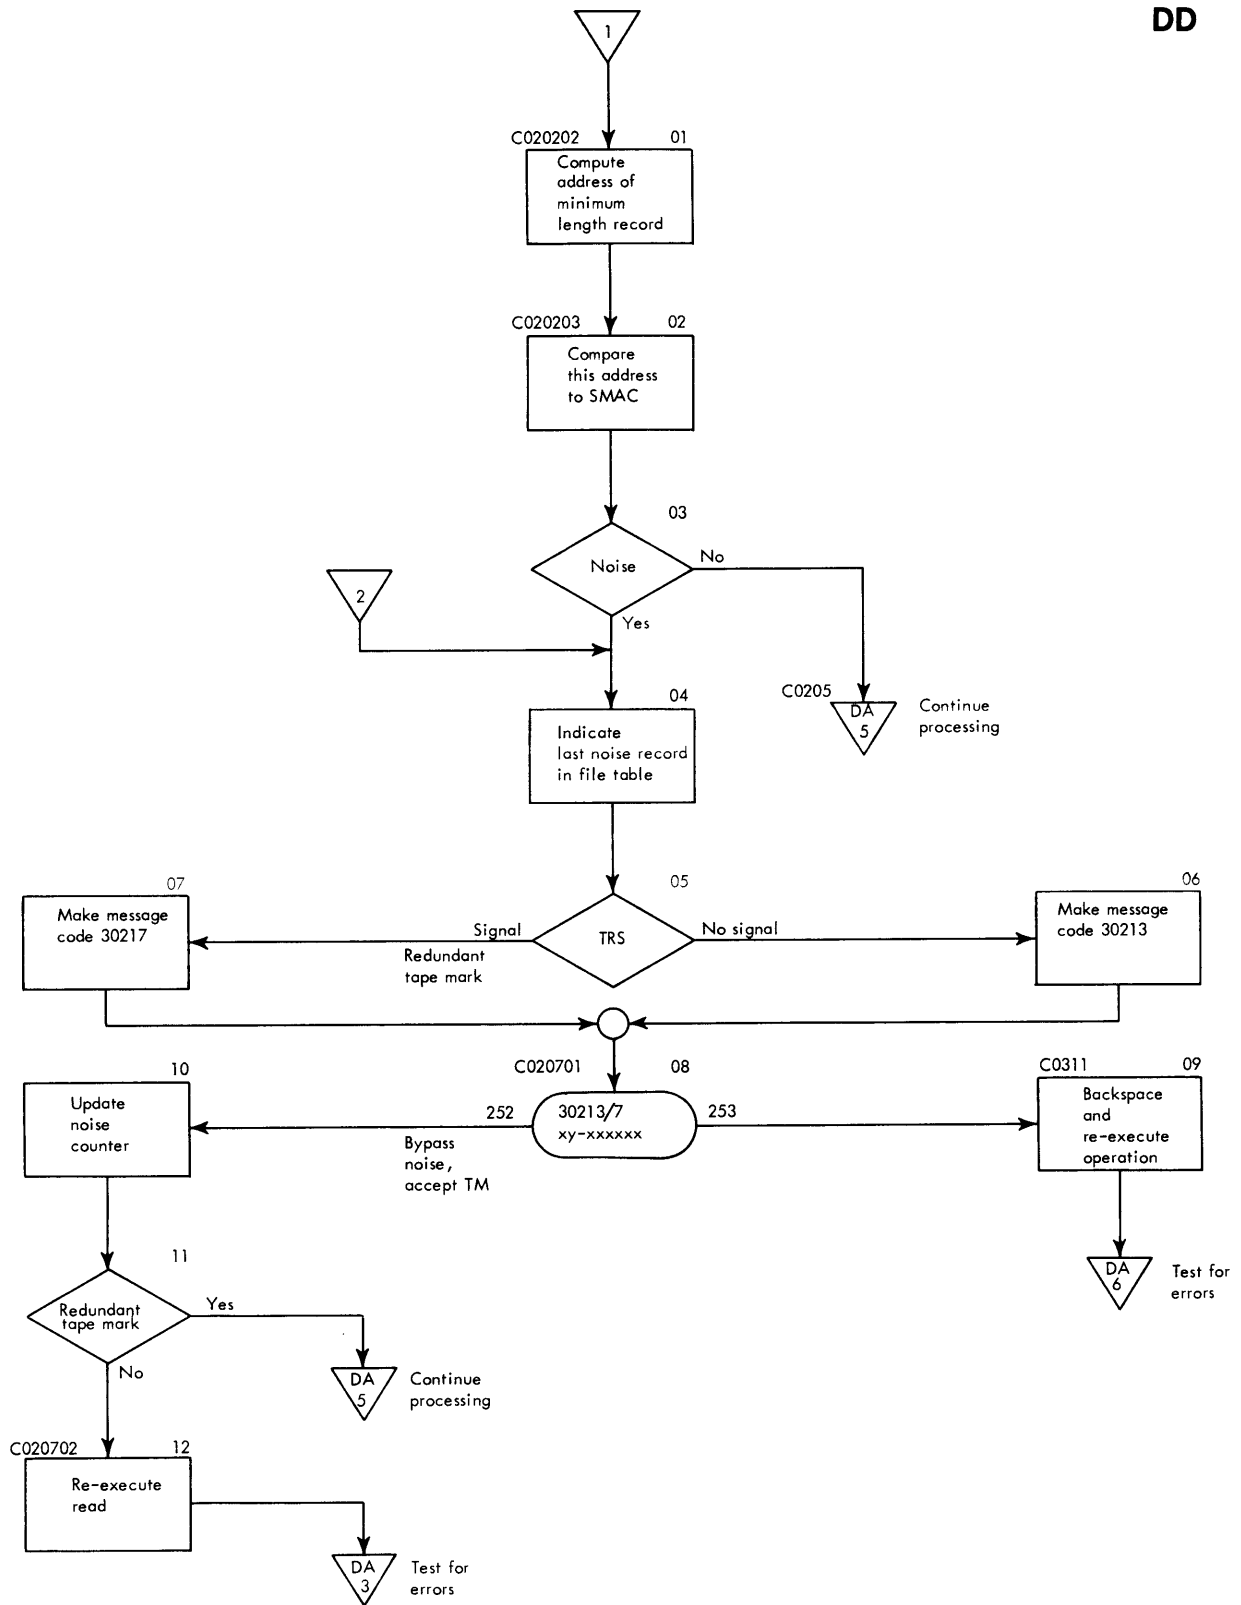 DD
1
C020202 01
Compute
address of
minimum
length record
C020203 02
Compare
this address
to SMAC
03
Noise
No
Yes
2
C0205
DA
5
Continue
processing
04
Indicate
last noise record
in file table
05
TRS
Signal
Redundant
tape mark
No signal
07
Make message
code 30217
06
Make message
code 30213
C020701 08
30213/7
xy-xxxxxx
252
Bypass
noise,
accept TM
253
10
Update
noise
counter
C0311 09
Backspace
and
re-execute
operation
DA
6
Test for
errors
11
Redundant
tape mark
Yes
No
DA
5
Continue
processing
C020702 12
Re-execute
read
DA
3
Test for
errors